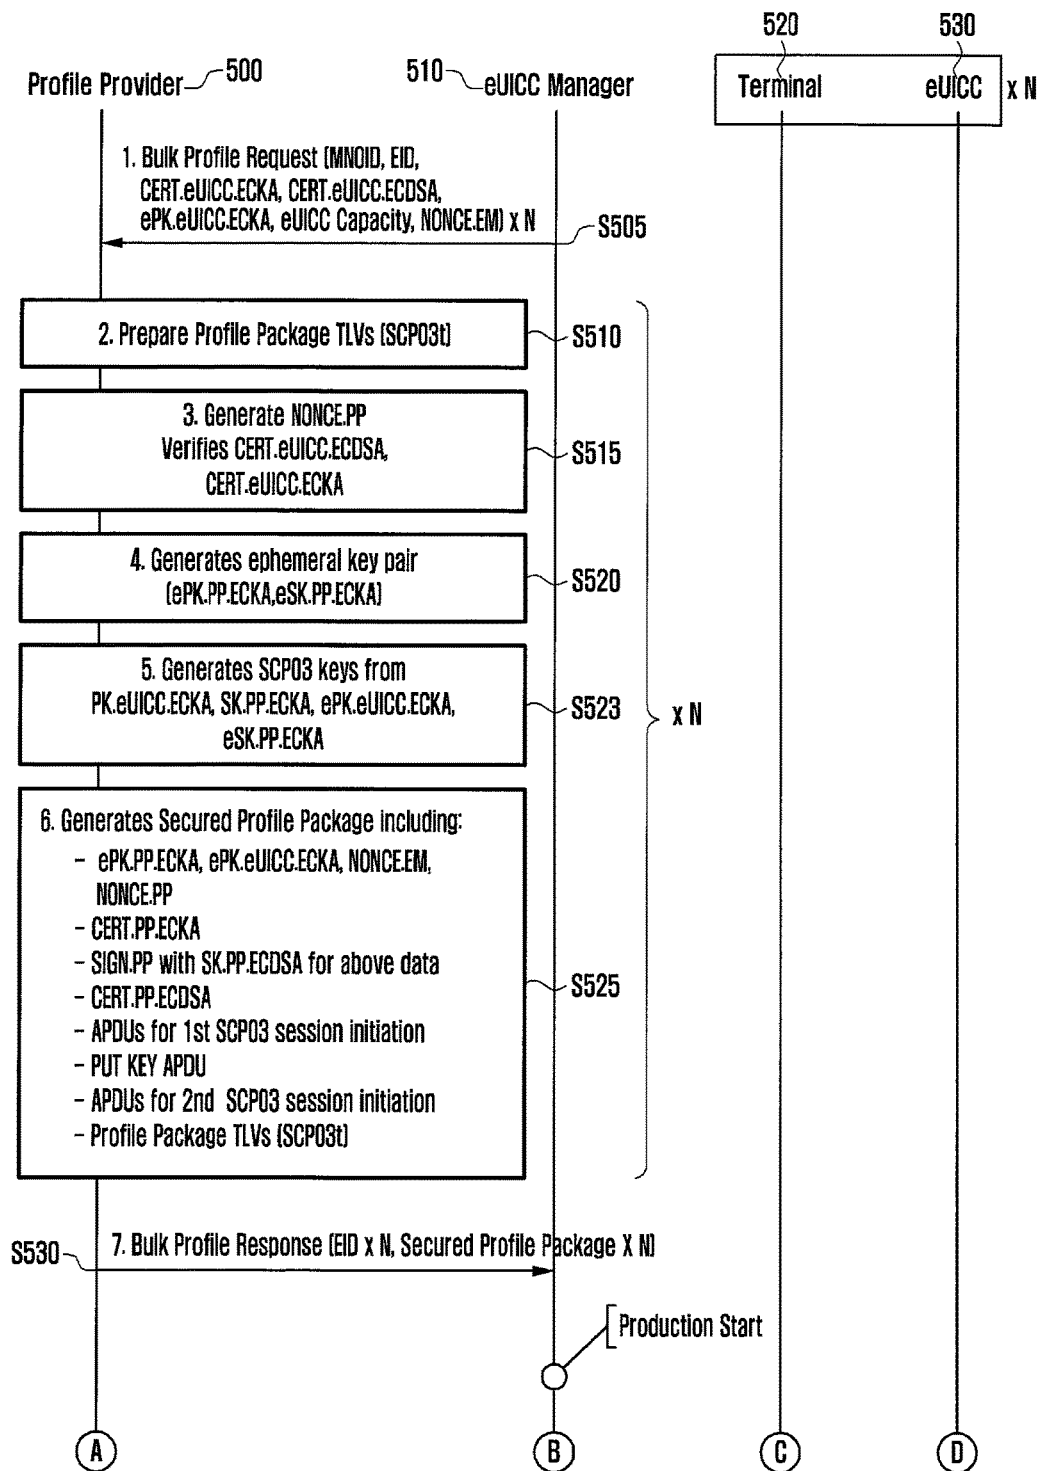 520
530
Profile Provider
500
510
eUICC Manager
Terminal
eUICC
x N
1. Bulk Profile Request (MNOID, EID,
CERT.eUICC.ECKA, CERT.eUICC.ECDSA,
ePK.eUICC.ECKA, eUICC Capacity, NONCE.EM) x N
S505
2. Prepare Profile Package TLVs (SCP03t)
S510
3. Generate NONCE.PP
Verifies CERT.eUICC.ECDSA,
CERT.eUICC.ECKA
S515
4. Generates ephemeral key pair
(ePK.PP.ECKA,eSK.PP.ECKA)
S520
5. Generates SCP03 keys from
PK.eUICC.ECKA, SK.PP.ECKA, ePK.eUICC.ECKA,
eSK.PP.ECKA
S523
x N
6. Generates Secured Profile Package including:
- ePK.PP.ECKA, ePK.eUICC.ECKA, NONCE.EM,
NONCE.PP
- CERT.PP.ECKA
- SIGN.PP with SK.PP.ECDSA for above data
- CERT.PP.ECDSA
- APDUs for 1st SCP03 session initiation
- PUT KEY APDU
- APDUs for 2nd SCP03 session initiation
- Profile Package TLVs (SCP03t)
S525
S530
7. Bulk Profile Response (EID x N, Secured Profile Package X N)
Production Start
A
B
C
D